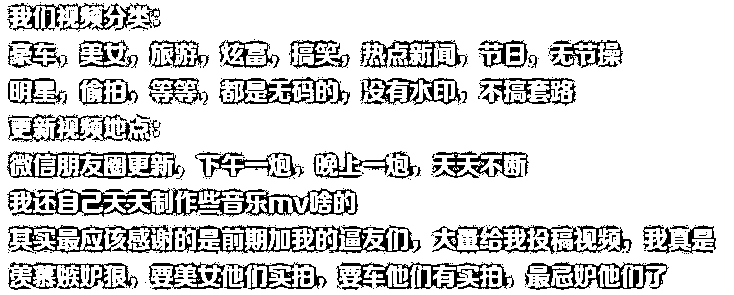 我们视频分类：
豪车，美女，旅游，炫富，搞笑，热点新闻，节日，无节操
明星，偷拍，等等，都是无码的，没有水印，不搞套路
更新视频地点：
微信朋友圈更新，下午一炮，晚上一炮，天天不断
我还自己天天制作些音乐mv啥的
其实最应该感谢的是前期加我的逼友们，大量给我投稿视频，我真是
羡慕嫉妒狠，要美女他们实拍，要车他们有实拍，最忌妒他们了